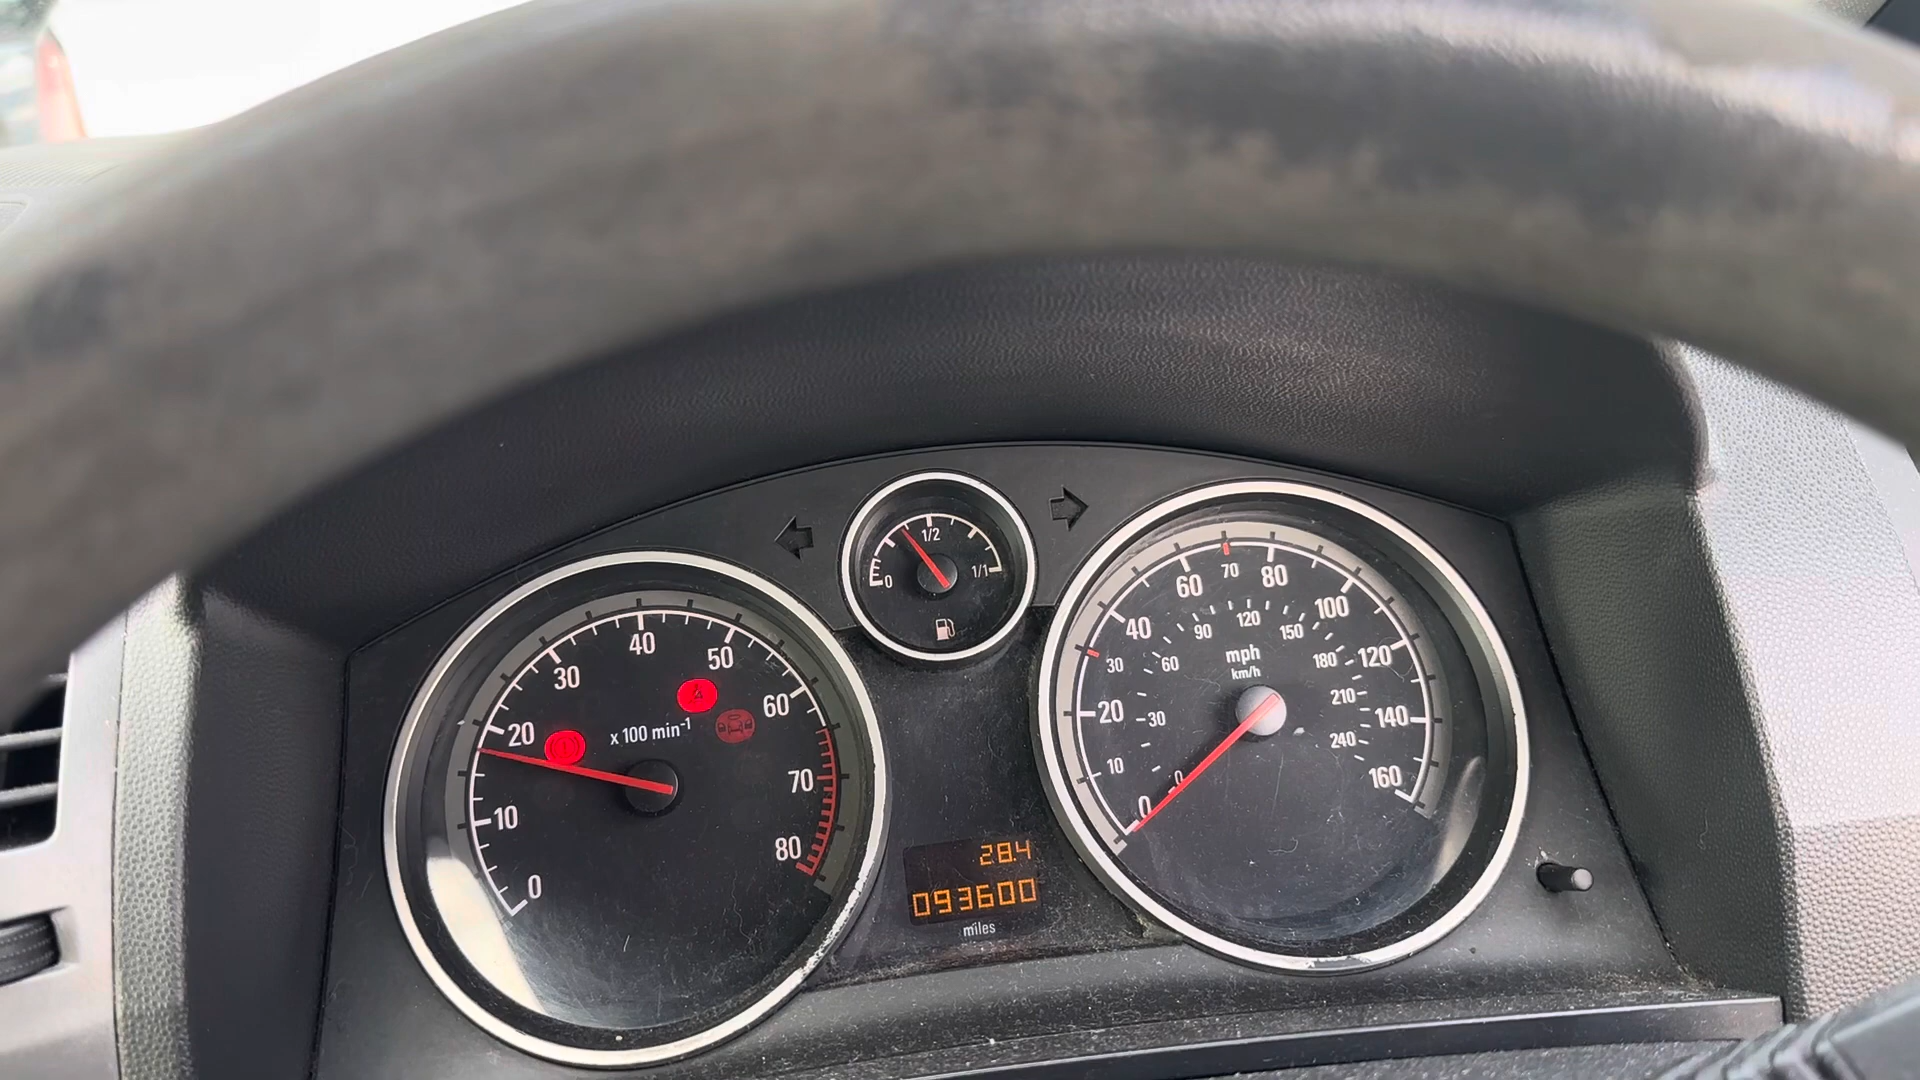 1/2
0 1/1
0 10 20 30 40 50 60 70 80
x 100 min⁻¹
0 10 20 30 40 60 70 80 100 120 140 160
mph
km/h
0 30 60 90 120 150 180 210 240
28.4
093600
miles